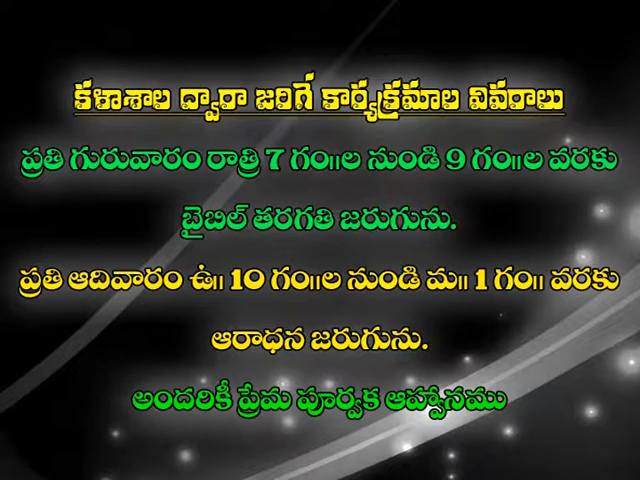 కళాశాల ద్వారా జరిగే కార్యక్రమాల వివరాలు
ప్రతి గురువారం రాత్రి 7 గం॥ల నుండి 9 గం॥ల వరకు
బైబిల్ తరగతి జరుగును.
ప్రతి ఆదివారం ఉ॥ 10 గం॥ల నుండి మ॥ 1 గం॥ వరకు
ఆరాధన జరుగును.
అందరికీ ప్రేమ పూర్వక ఆహ్వానము